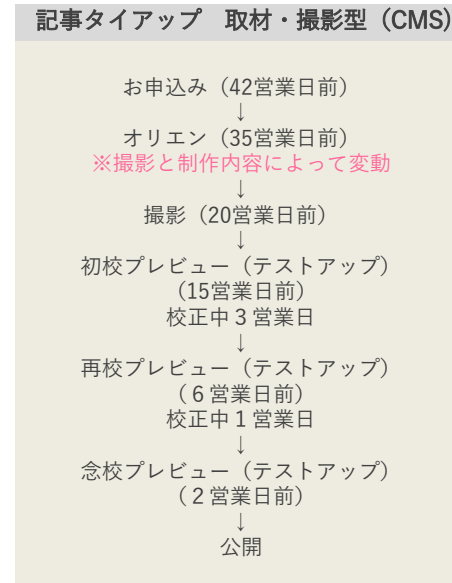 記事タイアップ　取材・撮影型（CMS）
お申込み（42営業日前）
↓
オリエン（35営業日前）
※撮影と制作内容によって変動
↓
撮影（20営業日前）
↓
初校プレビュー（テストアップ）
（15営業日前）
校正中３営業日
↓
再校プレビュー（テストアップ）
（６営業日前）
校正中１営業日
↓
念校プレビュー（テストアップ）
（２営業日前）
↓
公開